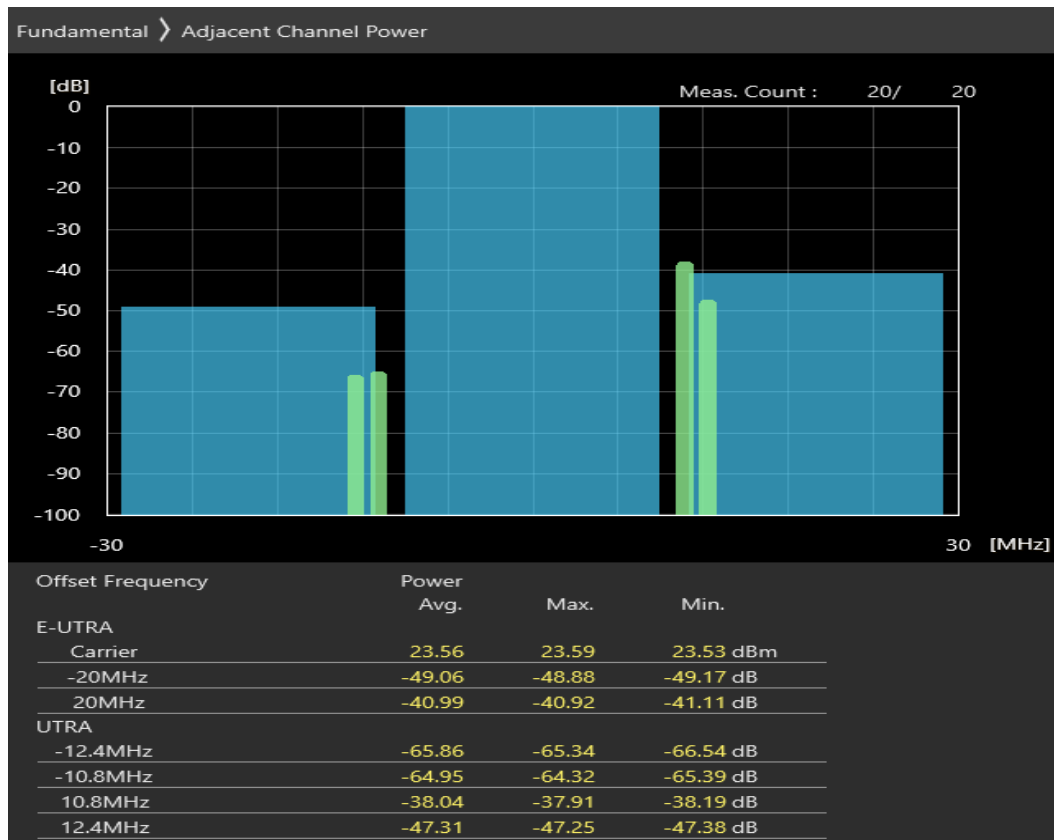 Fundamental ❭ Adjacent Channel Power
[dB]
Meas. Count :    20/    20
0
-10
-20
-30
-40
-50
-60
-70
-80
-90
-100
-30    30    [MHz]
Offset Frequency    Power
Avg.    Max.    Min.
E-UTRA
Carrier    23.56    23.59    23.53 dBm
-20MHz    -49.06    -48.88    -49.17 dB
20MHz    -40.99    -40.92    -41.11 dB
UTRA
-12.4MHz    -65.86    -65.34    -66.54 dB
-10.8MHz    -64.95    -64.32    -65.39 dB
10.8MHz    -38.04    -37.91    -38.19 dB
12.4MHz    -47.31    -47.25    -47.38 dB